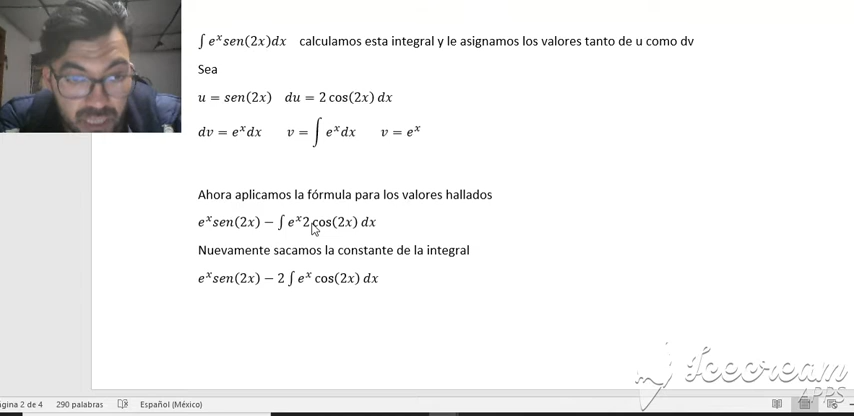 ∫ eˣsen(2x)dx calculamos esta integral y le asignamos los valores tanto de u como dv
Sea
u = sen(2x) du = 2 cos(2x) dx
dv = eˣdx v = ∫ eˣdx v = eˣ
Ahora aplicamos la fórmula para los valores hallados
eˣsen(2x) − ∫ eˣ2 cos(2x) dx
Nuevamente sacamos la constante de la integral
eˣsen(2x) − 2 ∫ eˣ cos(2x) dx
Icecream
APPS
ágina 2 de 4 290 palabras Español (México)